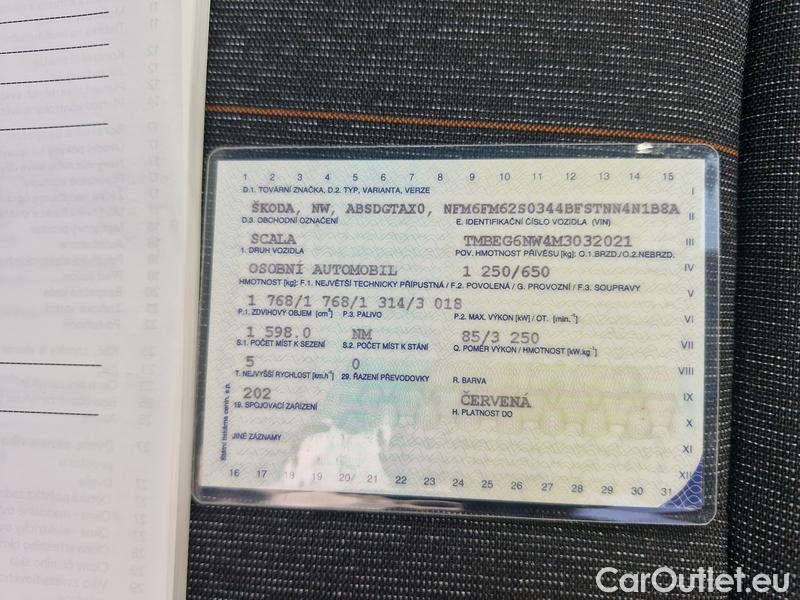 1 2 3 4 5 6 7 8 9 10 11 12 13 14 15
D.1. TOVÁRNÍ ZNAČKA, D.2. TYP, VARIANTA, VERZE
I
ŠKODA, NW, ABSDGTAX0, NFM6FM62S0344BFSTNN4N1B8A
II
D.3. OBCHODNÍ OZNAČENÍ E. IDENTIFIKAČNÍ ČÍSLO VOZIDLA (VIN)
SCALA TMBEG6NW4M3032021
III
1. DRUH VOZIDLA POV. HMOTNOST PŘÍVĚSU [kg]: O.1.BRZD./O.2.NEBRZD.
OSOBNÍ AUTOMOBIL 1 250/650
IV
HMOTNOST [kg]: F.1. NEJVĚTŠÍ TECHNICKY PŘÍPUSTNÁ / F.2. POVOLENÁ / G. PROVOZNÍ / F.3. SOUPRAVY
V
1 768/1 768/1 314/3 018
P.1. ZDVIHOVÝ OBJEM [cm³] P.3. PALIVO P.2. MAX. VÝKON [kW] / OT. [min.⁻¹]
VI
1 598.0 NM 85/3 250
S.1. POČET MÍST K SEZENÍ S.2. POČET MÍST K STÁNÍ Q. POMĚR VÝKON / HMOTNOST [kW.kg⁻¹]
VII
5 0
T. NEJVYŠŠÍ RYCHLOST [km.h⁻¹] 29. ŘAZENÍ PŘEVODOVKY R. BARVA
VIII
202 ČERVENÁ
IX
19. SPOJOVACÍ ZAŘÍZENÍ H. PLATNOST DO
X
JINÉ ZÁZNAMY
XI
Státní tiskárna cenin, s.p.
XII
16 17 18 19 20 21 22 23 24 25 26 27 28 29 30 31
CarOutlet.eu